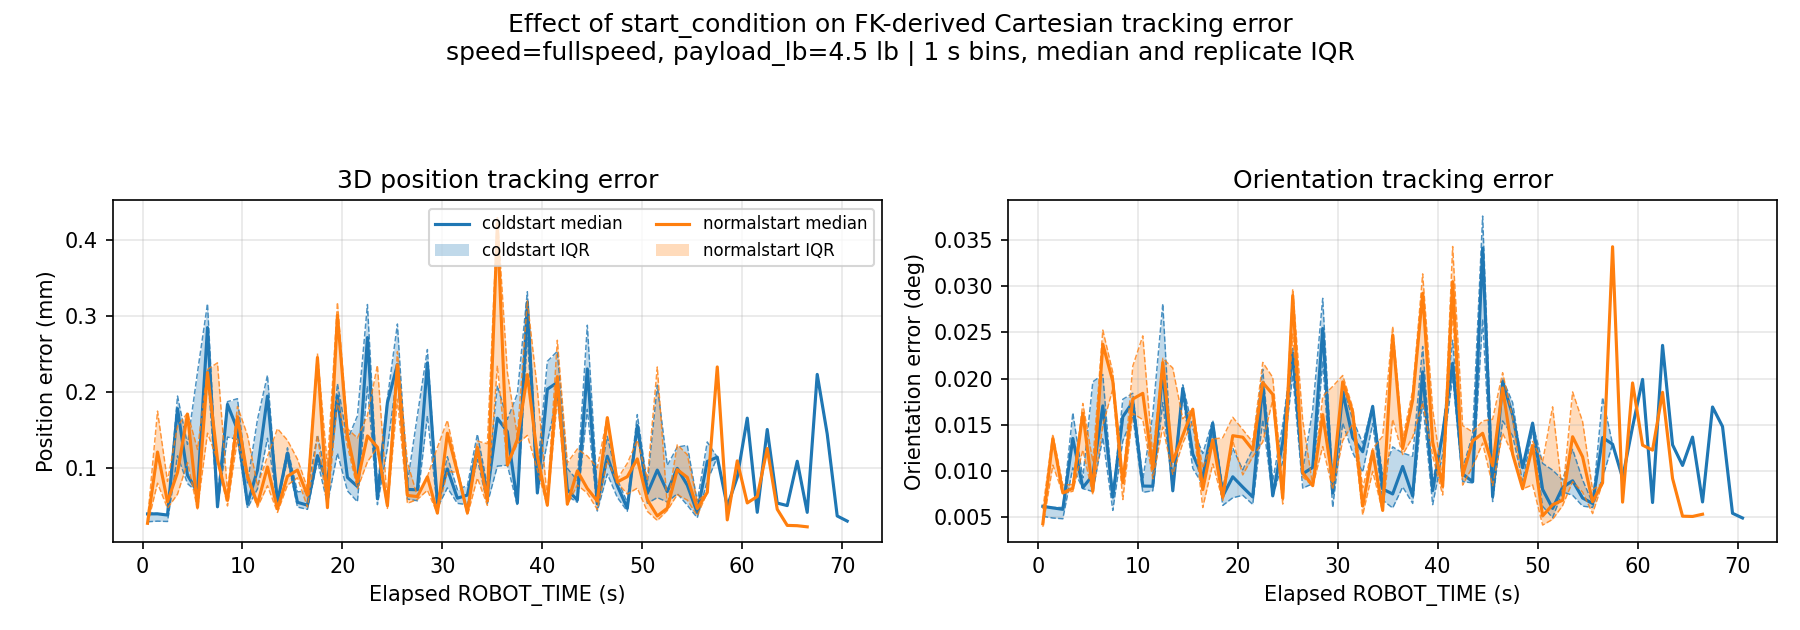 Effect of start_condition on FK-derived Cartesian tracking error
speed=fullspeed, payload_lb=4.5 lb | 1 s bins, median and replicate IQR
3D position tracking error
Position error (mm)
0.4
0.3
0.2
0.1
coldstart median
coldstart IQR
normalstart median
normalstart IQR
0 10 20 30 40 50 60 70
Elapsed ROBOT_TIME (s)
Orientation tracking error
Orientation error (deg)
0.035
0.030
0.025
0.020
0.015
0.010
0.005
0 10 20 30 40 50 60 70
Elapsed ROBOT_TIME (s)